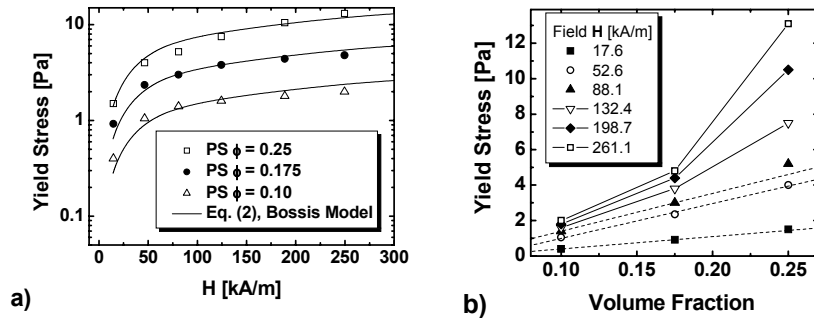 10
1
0.1
Yield Stress [Pa]
PS ϕ = 0.25
PS ϕ = 0.175
PS ϕ = 0.10
Eq. (2), Bossis Model
0 50 100 150 200 250 300
H [kA/m]
a)
12
10
8
6
4
2
0
Yield Stress [Pa]
Field H [kA/m]
17.6
52.6
88.1
132.4
198.7
261.1
0.10 0.15 0.20 0.25
Volume Fraction
b)